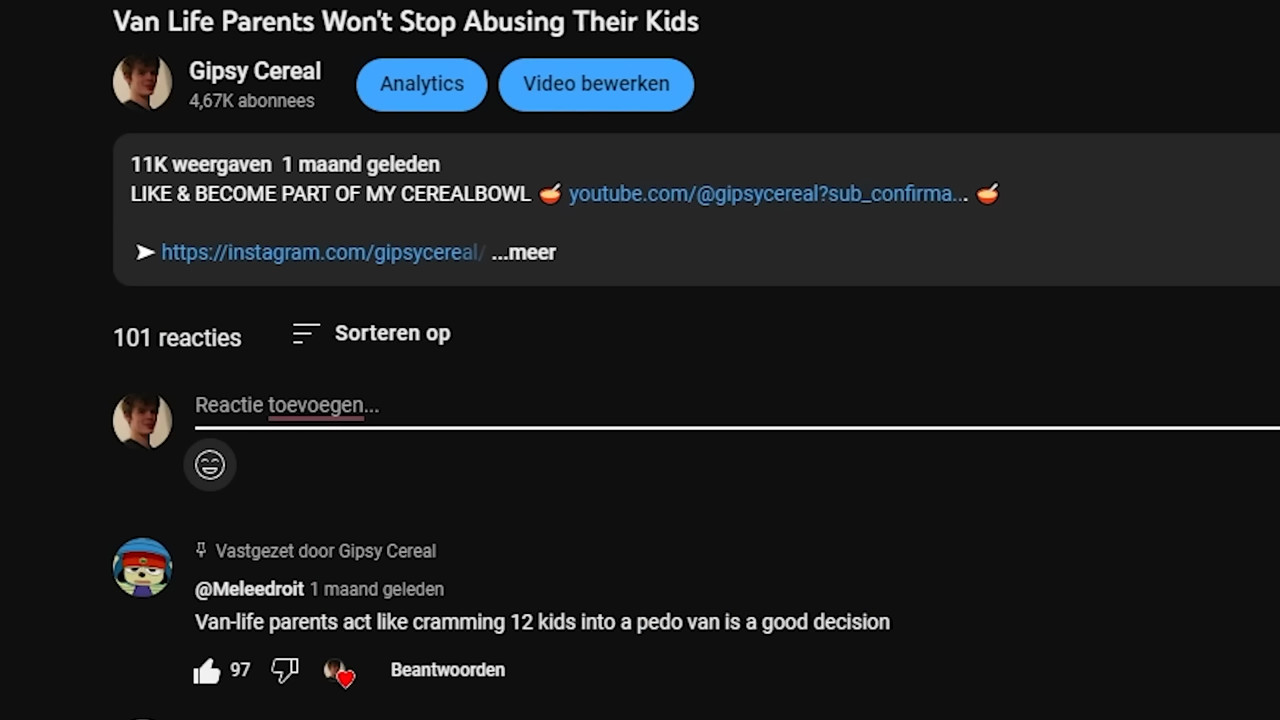 Van Life Parents Won't Stop Abusing Their Kids
Gipsy Cereal
4,67K abonnees
Analytics
Video bewerken
11K weergaven 1 maand geleden
LIKE & BECOME PART OF MY CEREALBOWL 🥣 youtube.com/@gipsycereal?sub_confirma... 🥣
➤ https://instagram.com/gipsycereal/ ...meer
101 reacties
Sorteren op
Reactie toevoegen...
Vastgezet door Gipsy Cereal
@Meleedroit 1 maand geleden
Van-life parents act like cramming 12 kids into a pedo van is a good decision
97
Beantwoorden